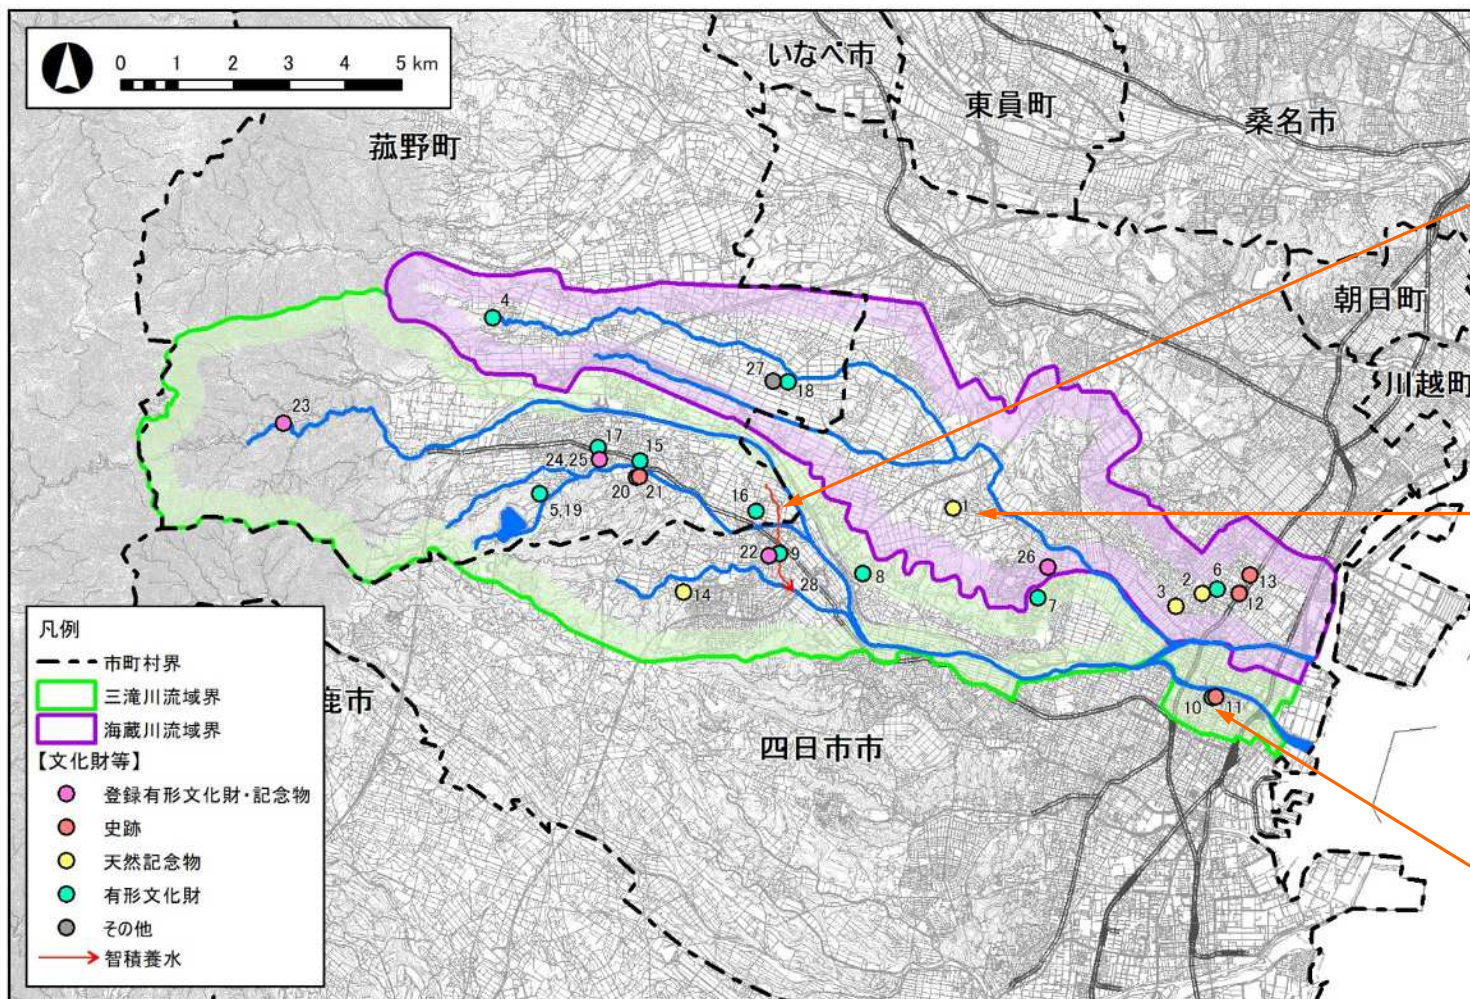 0 1 2 3 4 5 km
いなべ市
東員町
桑名市
菰野町
朝日町
川越町
4
27
18
23
17
15
24,25
20
21
5,19
16
1
22
9
8
28
14
26
7
3
2
6
13
12
10
11
四日市市
鹿市
凡例
市町村界
三滝川流域界
海蔵川流域界
【文化財等】
登録有形文化財・記念物
史跡
天然記念物
有形文化財
その他
智積養水